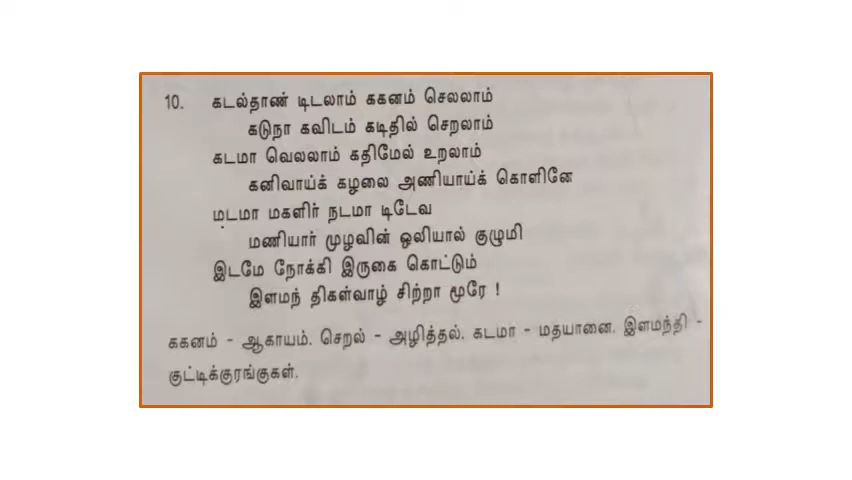 10. கடல்தாண் டிடலாம் ககனம் செலலாம்
கடுநா கவிடம் கடிதில் செறலாம்
கடமா வெலலாம் கதிமேல் உறலாம்
கனிவாய்க் கழலை அணியாய்க் கொளினே
மடமா மகளிர் நடமா டிடேவ
மணியார் முழவின் ஒலியால் குழுமி
இடமே நோக்கி இருகை கொட்டும்
இளமந் திகள்வாழ் சிற்றா மூரே !
ககனம் - ஆகாயம். செறல் - அழித்தல். கடமா - மதயானை. இளமந்தி -
குட்டிக்குரங்குகள்.